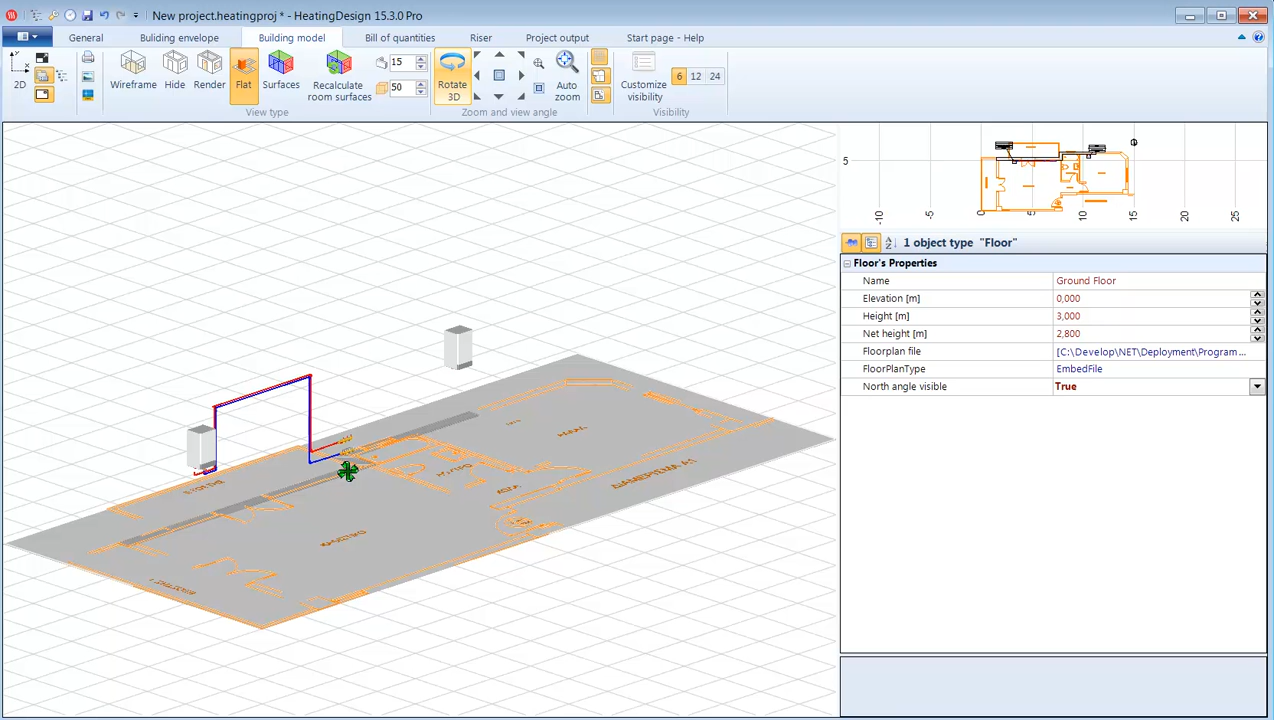 New project.heatingproj * - HeatingDesign 15.3.0 Pro
General
Building envelope
Building model
Bill of quantities
Riser
Project output
Start page - Help
2D
Wireframe
Hide
Render
Flat
Surfaces
Recalculate
room surfaces
15
50
Rotate
3D
Auto
zoom
Customize
visibility
6
12
24
View type
Zoom and view angle
Visibility
5
-10
-5
0
5
10
15
20
25
1 object type "Floor"
Floor's Properties
Name
Ground Floor
Elevation [m]
0,000
Height [m]
3,000
Net height [m]
2,800
Floorplan file
[C:\Develop\NET\Deployment\Program ...
FloorPlanType
EmbedFile
North angle visible
True